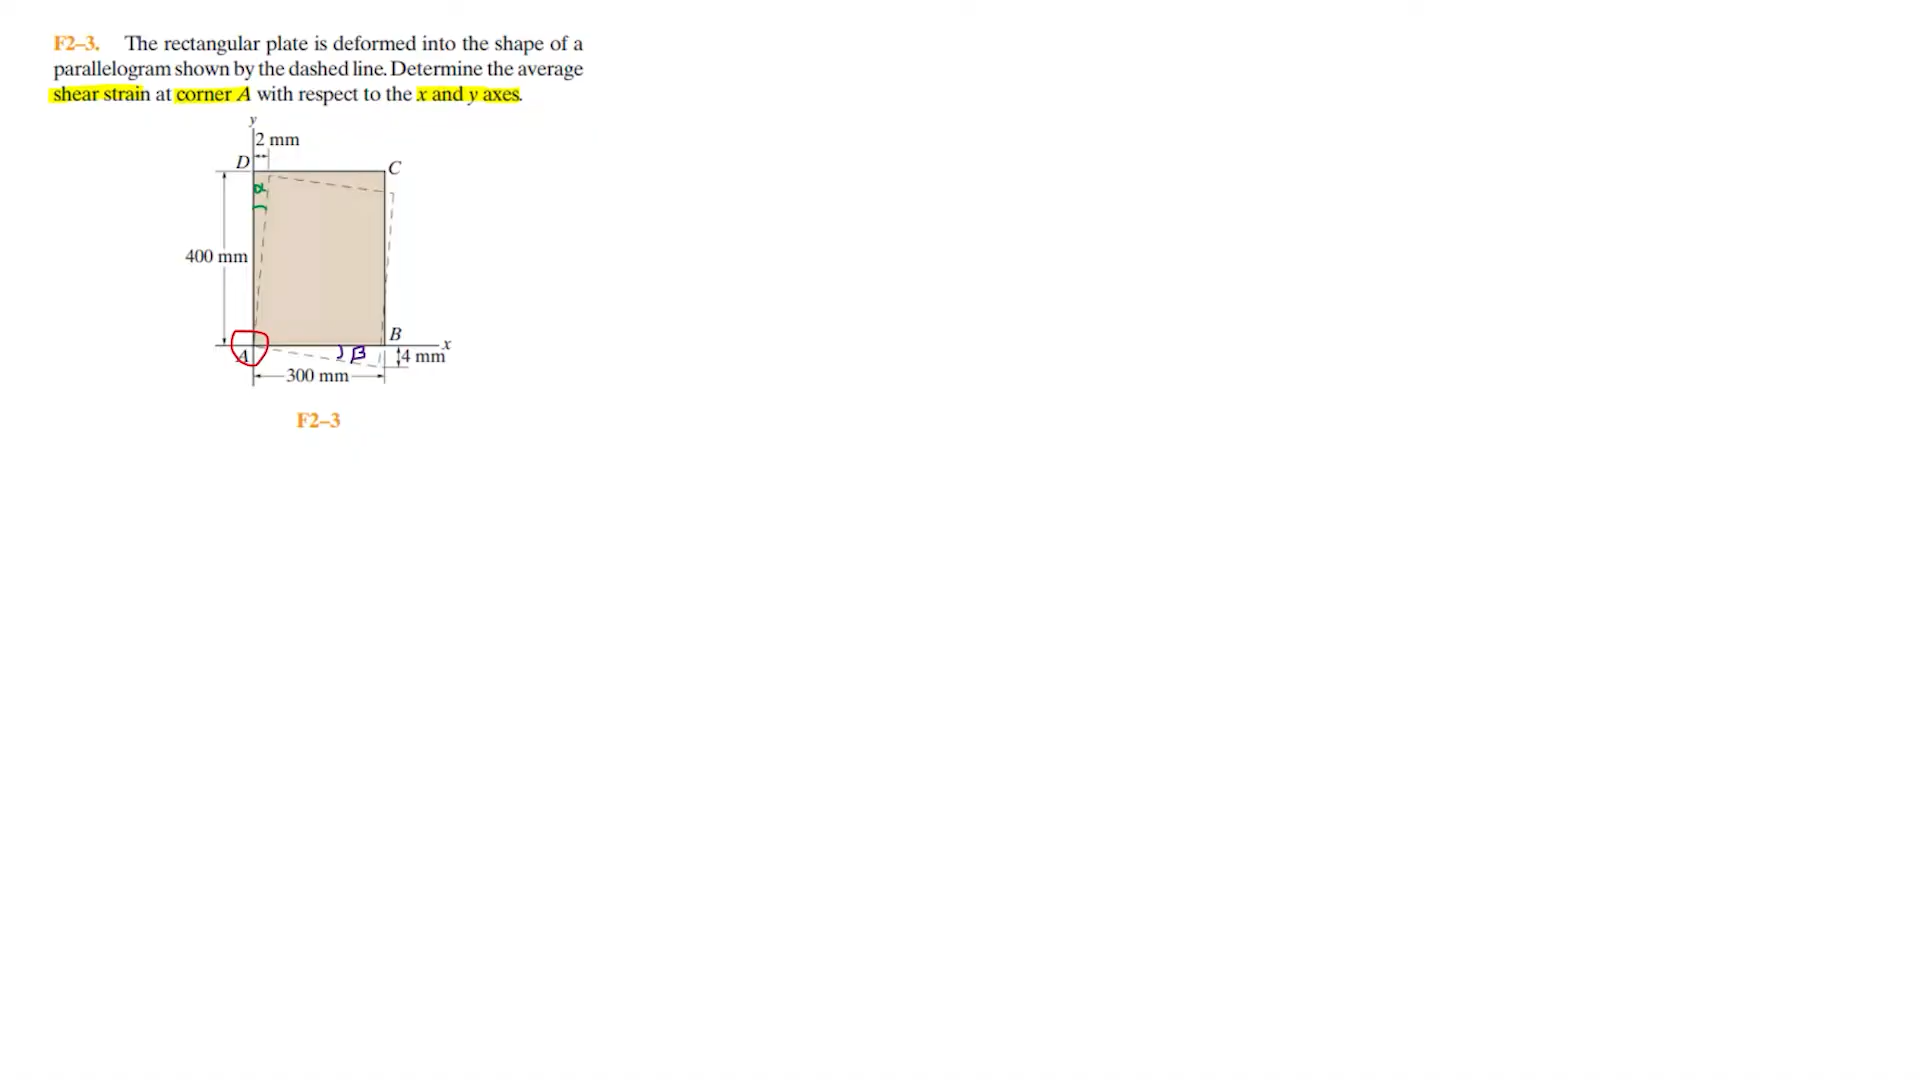 F2–3. The rectangular plate is deformed into the shape of a
parallelogram shown by the dashed line. Determine the average
shear strain at corner A with respect to the x and y axes.
y
2 mm
D
C
α
400 mm
B
x
A
β
4 mm
300 mm
F2–3